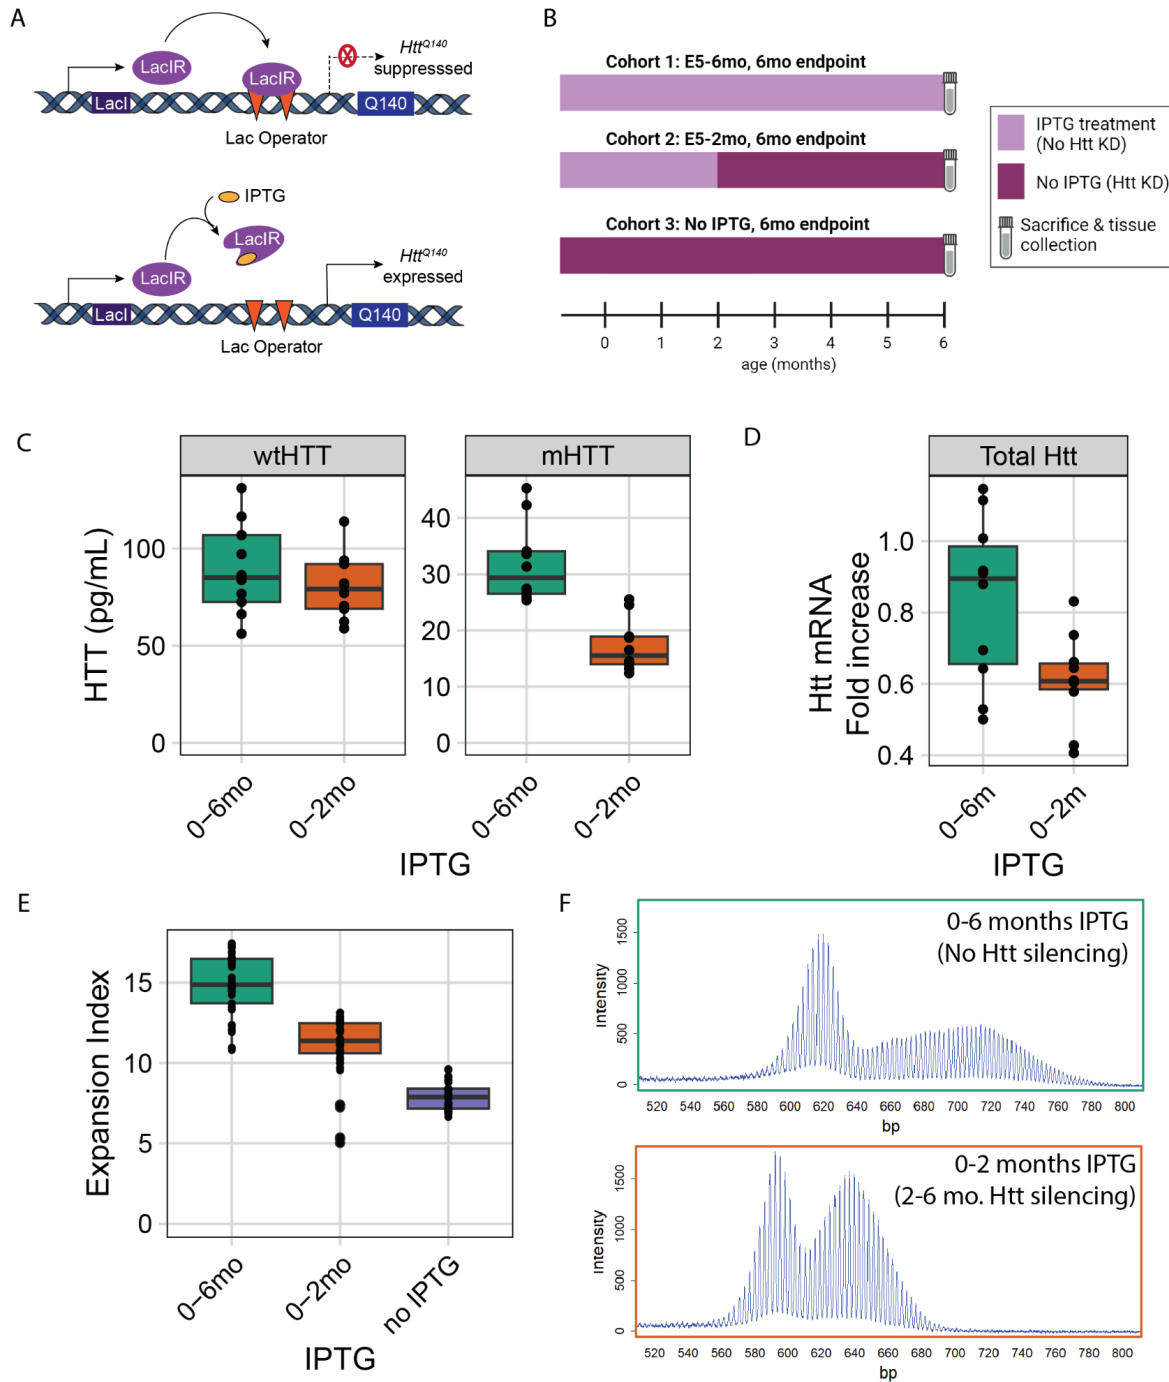 A
LacIR
Htt^Q140
suppresssed
LacIR
LacI
Q140
Lac Operator
IPTG
LacIR
LacIR
Htt^Q140
expressed
LacI
Q140
Lac Operator
B
Cohort 1: E5-6mo, 6mo endpoint
Cohort 2: E5-2mo, 6mo endpoint
Cohort 3: No IPTG, 6mo endpoint
0 1 2 3 4 5 6
age (months)
IPTG treatment
(No Htt KD)
No IPTG (Htt KD)
Sacrifice & tissue
collection
C
wtHTT
mHTT
HTT (pg/mL)
100
50
0
40
30
20
10
0
0−6mo
0−2mo
0−6mo
0−2mo
IPTG
D
Total Htt
Htt mRNA
Fold increase
1.0
0.8
0.6
0.4
0−6m
0−2m
IPTG
E
Expansion Index
15
10
5
0
0−6mo
0−2mo
no IPTG
IPTG
F
0-6 months IPTG
(No Htt silencing)
intensity
1500
1000
500
0
520 540 560 580 600 620 640 660 680 700 720 740 760 780 800
bp
0-2 months IPTG
(2-6 mo. Htt silencing)
intensity
1500
1000
500
0
520 540 560 580 600 620 640 660 680 700 720 740 760 780 800
bp